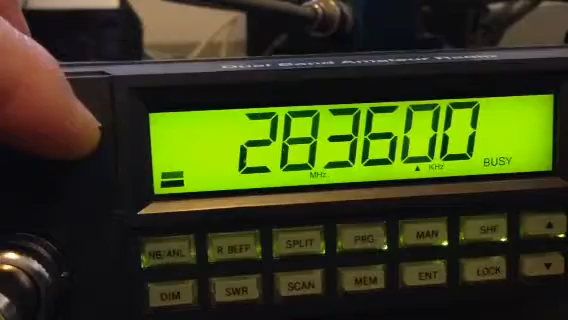 Dual Band Amateur Radio
283600
MHz. ▲ KHz BUSY
NB/ANL R.BEEP SPLIT PRG MAN SHF ▲
DIM SWR SCAN MEM ENT LOCK ▼